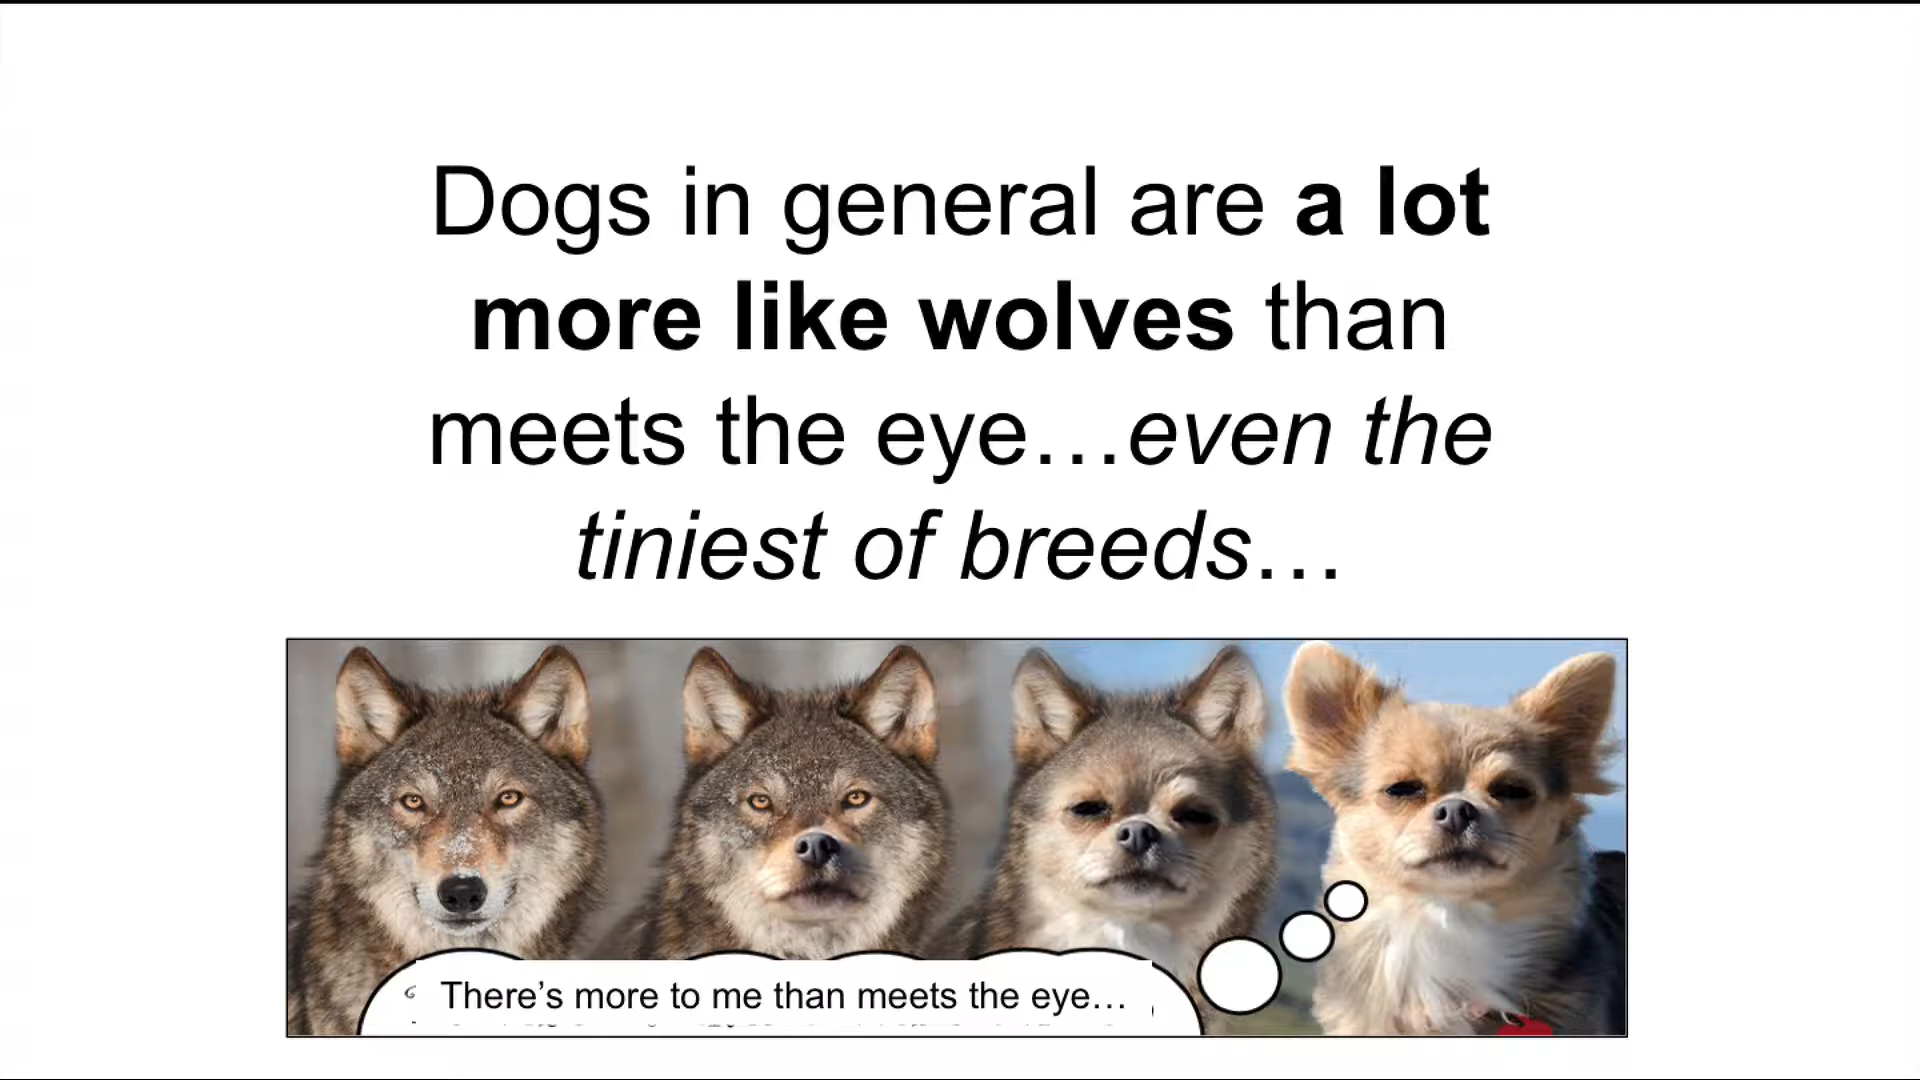 Dogs in general are a lot
more like wolves than
meets the eye…even the
tiniest of breeds…
There’s more to me than meets the eye…